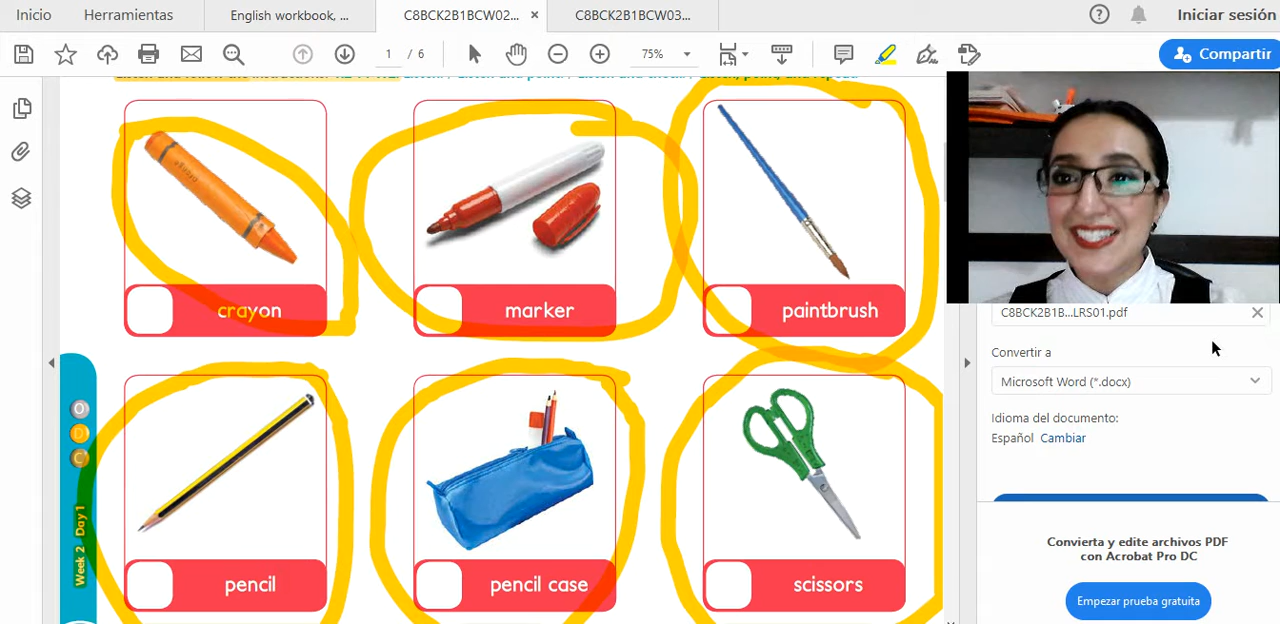 Inicio Herramientas English workbook, ... C8BCK2B1BCW02... × C8BCK2B1BCW03... Iniciar sesión
1 / 6 75% Compartir
crayon marker paintbrush
C8BCK2B1B...LRS01.pdf
Convertir a
Microsoft Word (*.docx)
Idioma del documento:
Español Cambiar
Week 2 Day 1
pencil pencil case scissors
Convierta y edite archivos PDF
con Acrobat Pro DC
Empezar prueba gratuita